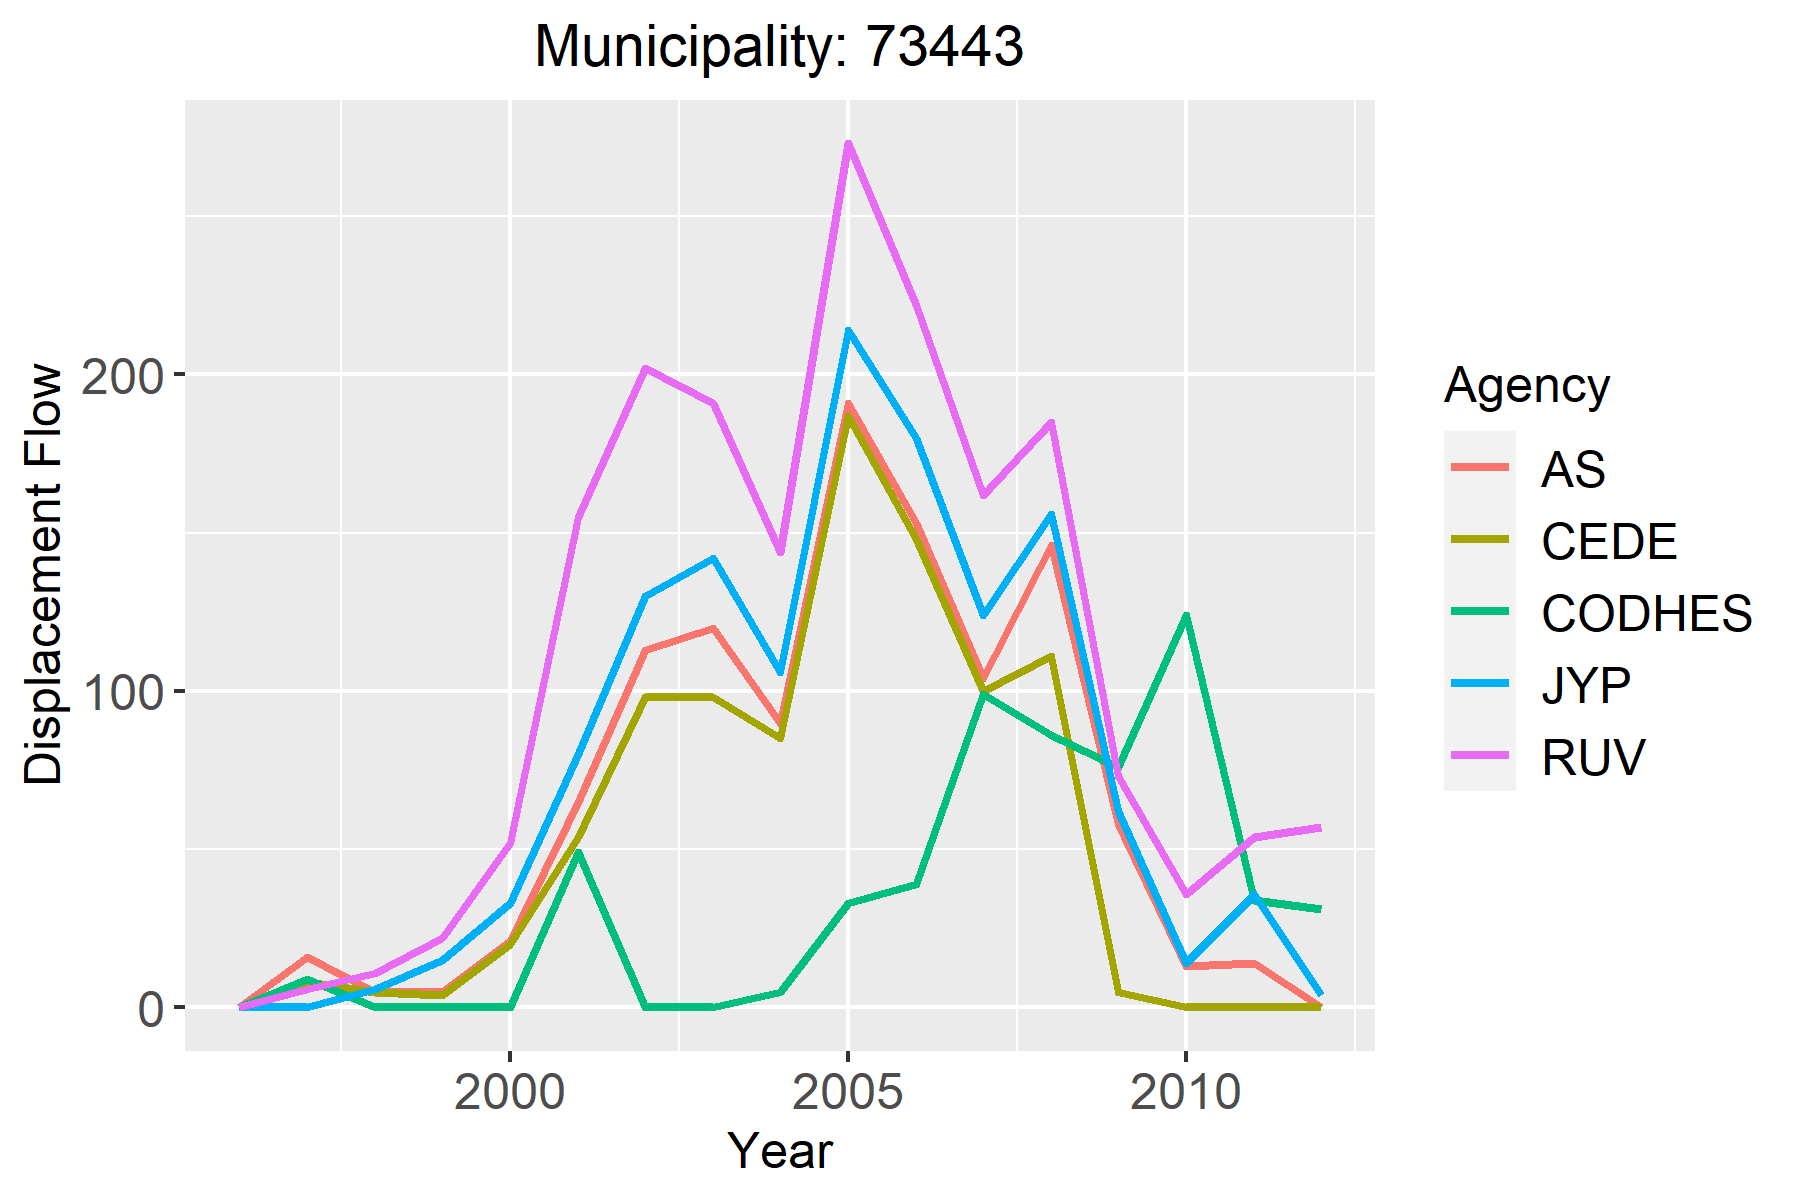 Municipality: 73443
Displacement Flow
200
100
0
2000
2005
2010
Year
Agency
AS
CEDE
CODHES
JYP
RUV